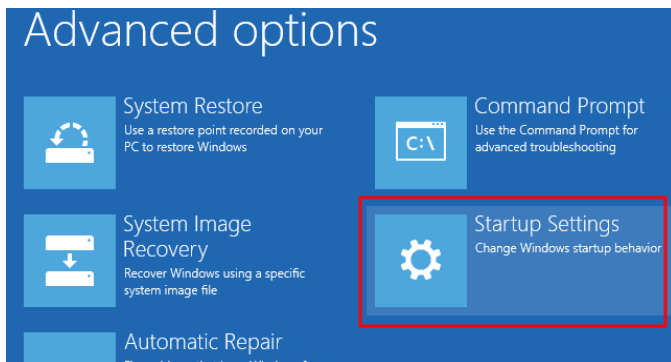 Advanced options
System Restore
Use a restore point recorded on your
PC to restore Windows
C:\
Command Prompt
Use the Command Prompt for
advanced troubleshooting
System Image
Recovery
Recover Windows using a specific
system image file
Startup Settings
Change Windows startup behavior
Automatic Repair